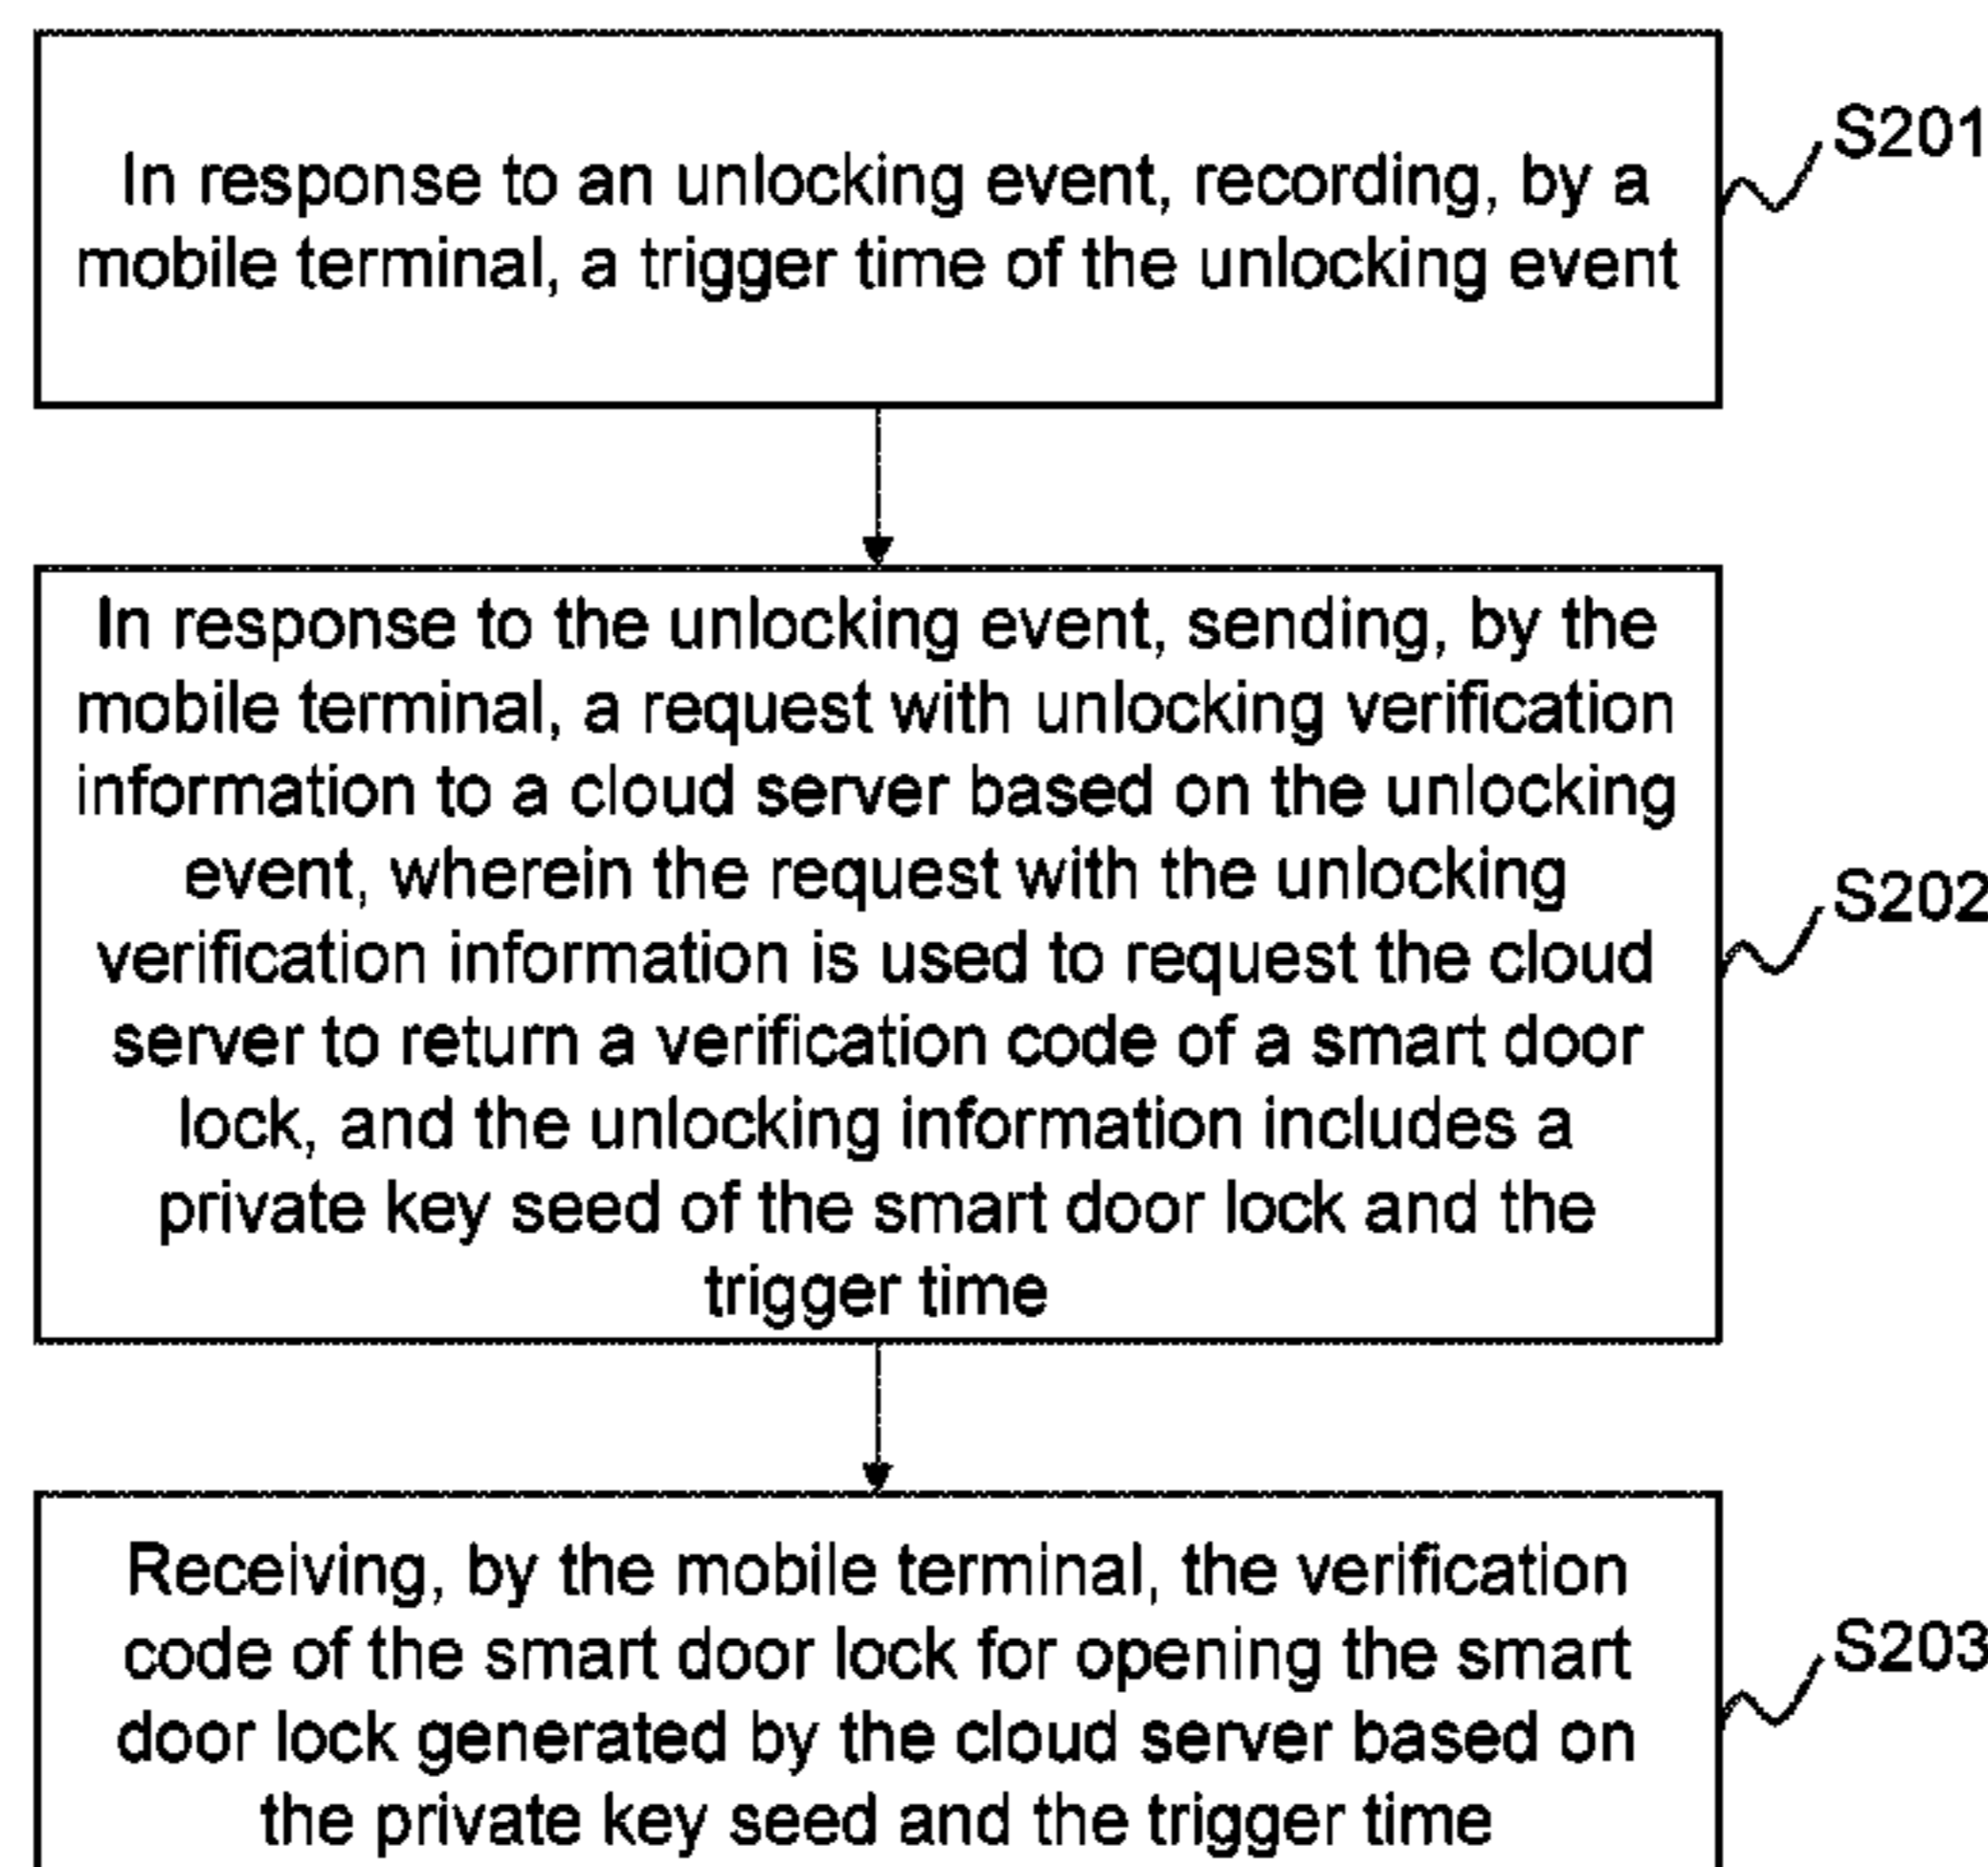 In response to an unlocking event, recording, by a
mobile terminal, a trigger time of the unlocking event
S201
In response to the unlocking event, sending, by the
mobile terminal, a request with unlocking verification
information to a cloud server based on the unlocking
event, wherein the request with the unlocking
verification information is used to request the cloud
server to return a verification code of a smart door
lock, and the unlocking information includes a
private key seed of the smart door lock and the
trigger time
S202
Receiving, by the mobile terminal, the verification
code of the smart door lock for opening the smart
door lock generated by the cloud server based on
the private key seed and the trigger time
S203